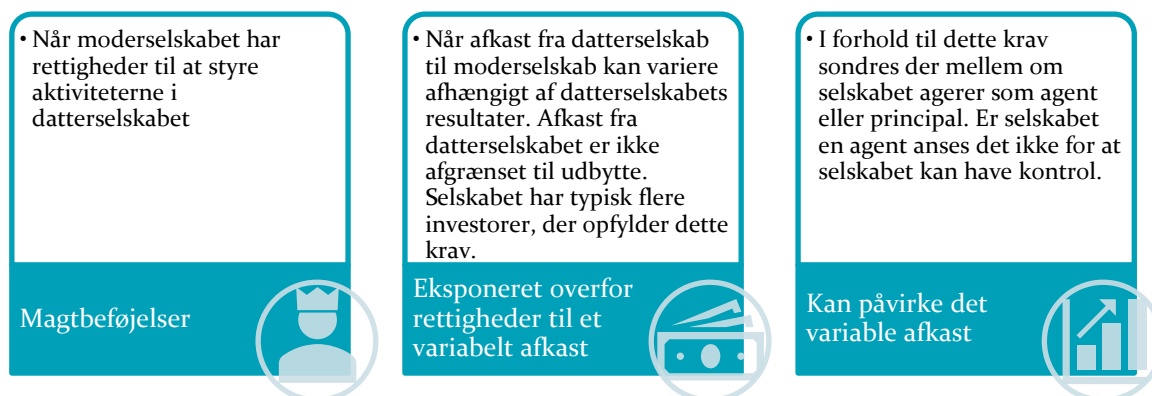 • Når moderselskabet har
rettigheder til at styre
aktiviteterne i
datterselskabet
Magtbeføjelser
• Når afkast fra datterselskab
til moderselskab kan variere
afhængigt af datterselskabets
resultater. Afkast fra
datterselskabet er ikke
afgrænset til udbytte.
Selskabet har typisk flere
investorer, der opfylder dette
krav.
Eksponeret overfor
rettigheder til et
variabelt afkast
• I forhold til dette krav
sondres der mellem om
selskabet agerer som agent
eller principal. Er selskabet
en agent anses det ikke for at
selskabet kan have kontrol.
Kan påvirke det
variable afkast